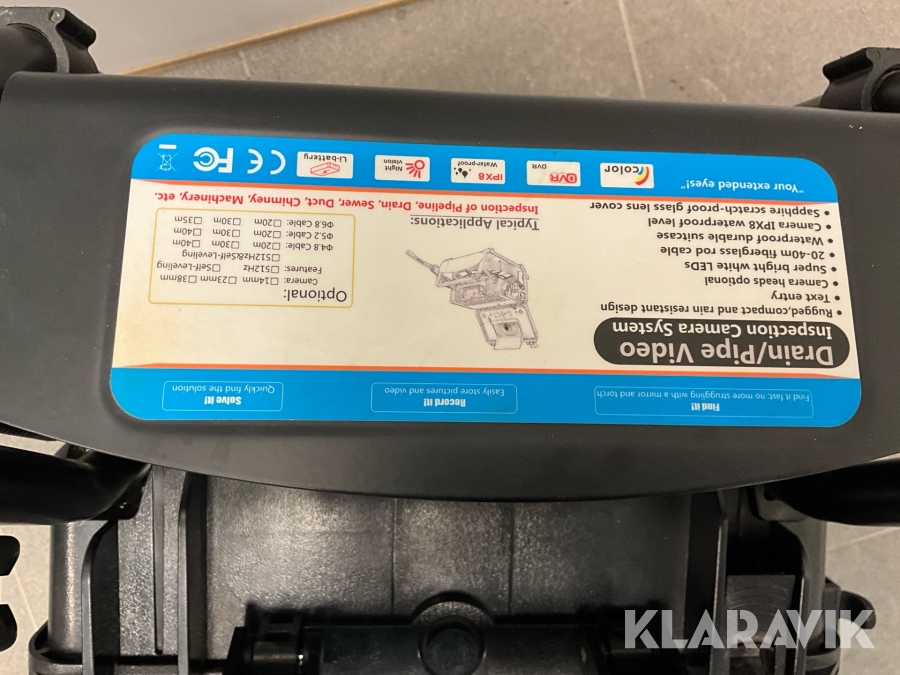 Find it!
Find it fast; no more struggling with a mirror and torch
Record it!
Easily store pictures and video
Solve it!
Quickly find the solution
Drain/Pipe Video
Inspection Camera System
• Rugged,compact and rain resistant design
• Text entry
• Camera heads optional
• Super bright white LEDs
• 20-40m fiberglass rod cable
• Waterproof durable suitcase
• Camera IPX8 waterproof level
• Sapphire scratch-proof glass lens cover
Typical Applications:
Inspection of Pipeline, Drain, Sewer, Duct, Chimney, Machinery, etc.
Optional:
Camera: □14mm □23mm □38mm
Features: □512Hz □Self-Leveling
□512Hz&Self-Leveling
Φ4.8 Cable: □20m □30m □40m
Φ5.2 Cable: □20m □30m □40m
Φ6.8 Cable: □20m □30m □35m
"Your extended eyes!"
color
DVR
DVR
IPX8
Waterproof
Night vision
Li-battery
CE
FC
KLARAVIK